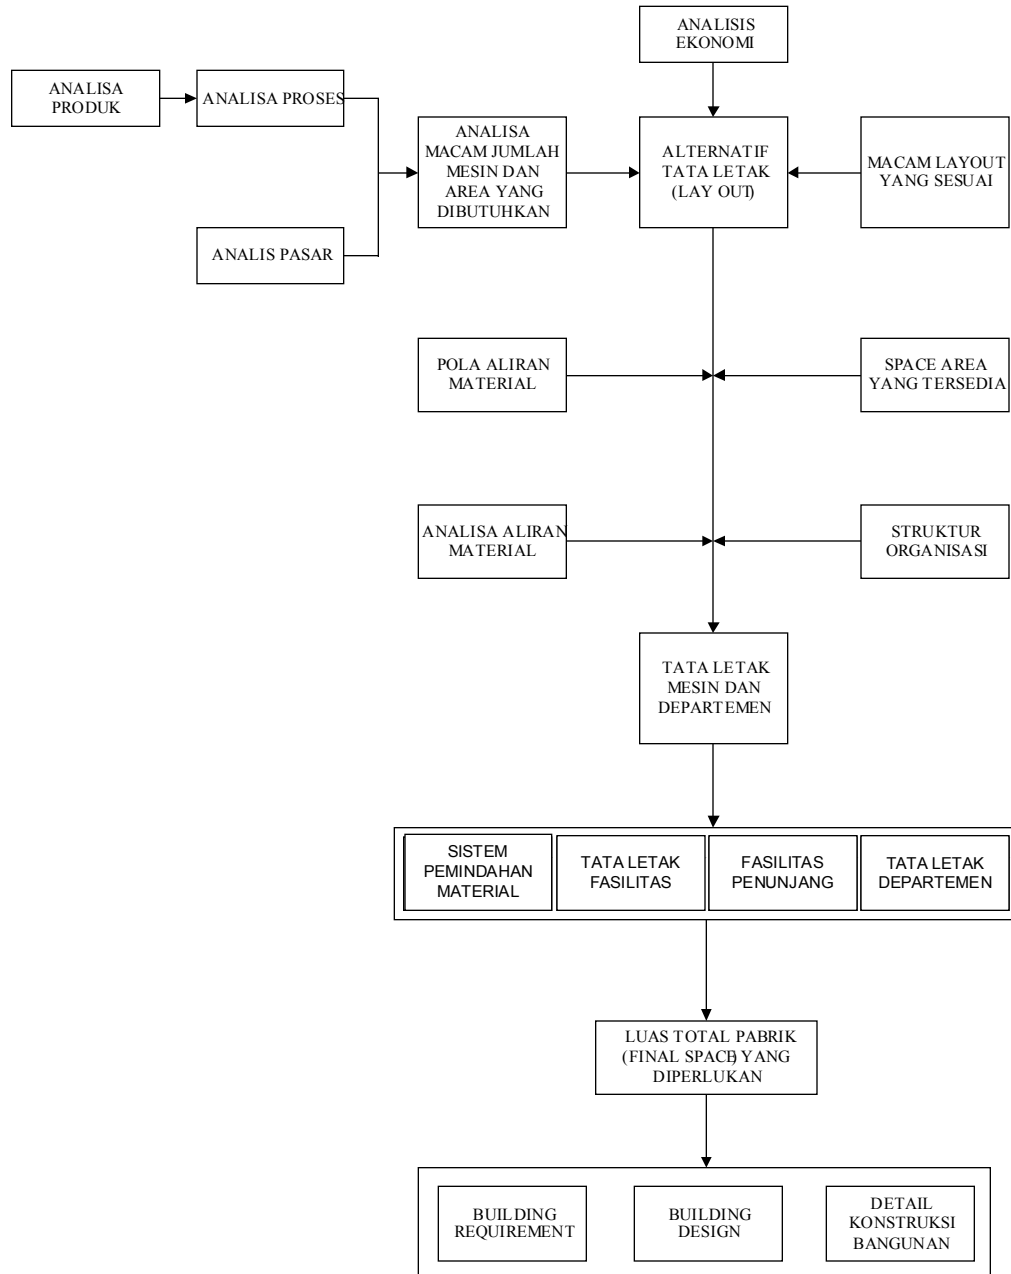 ANALISIS
EKONOMI
ANALISA
PRODUK
ANALISA PROSES
ANALISA
MACAM JUMLAH
MESIN DAN
AREA YANG
DIBUTUHKAN
ALTERNATIF
TATA LETAK
(LAY OUT)
MACAM LAYOUT
YANG SESUAI
ANALIS PASAR
POLA ALIRAN
MATERIAL
SPACE AREA
YANG TERSEDIA
ANALISA ALIRAN
MATERIAL
STRUKTUR
ORGANISASI
TATA LETAK
MESIN DAN
DEPARTEMEN
SISTEM
PEMINDAHAN
MATERIAL
TATA LETAK
FASILITAS
FASILITAS
PENUNJANG
TATA LETAK
DEPARTEMEN
LUAS TOTAL PABRIK
(FINAL SPACE) YANG
DIPERLUKAN
BUILDING
REQUIREMENT
BUILDING
DESIGN
DETAIL
KONSTRUKSI
BANGUNAN